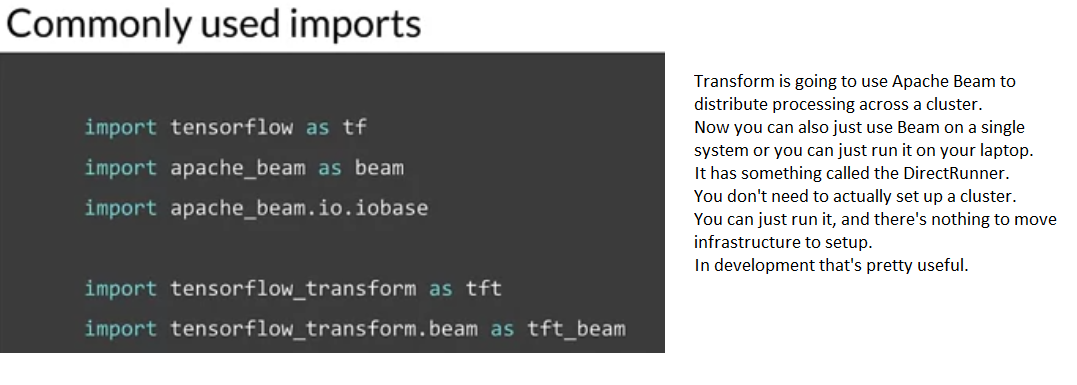 Commonly used imports
import tensorflow as tf
import apache_beam as beam
import apache_beam.io.iobase
import tensorflow_transform as tft
import tensorflow_transform.beam as tft_beam
Transform is going to use Apache Beam to
distribute processing across a cluster.
Now you can also just use Beam on a single
system or you can just run it on your laptop.
It has something called the DirectRunner.
You don't need to actually set up a cluster.
You can just run it, and there's nothing to move
infrastructure to setup.
In development that's pretty useful.